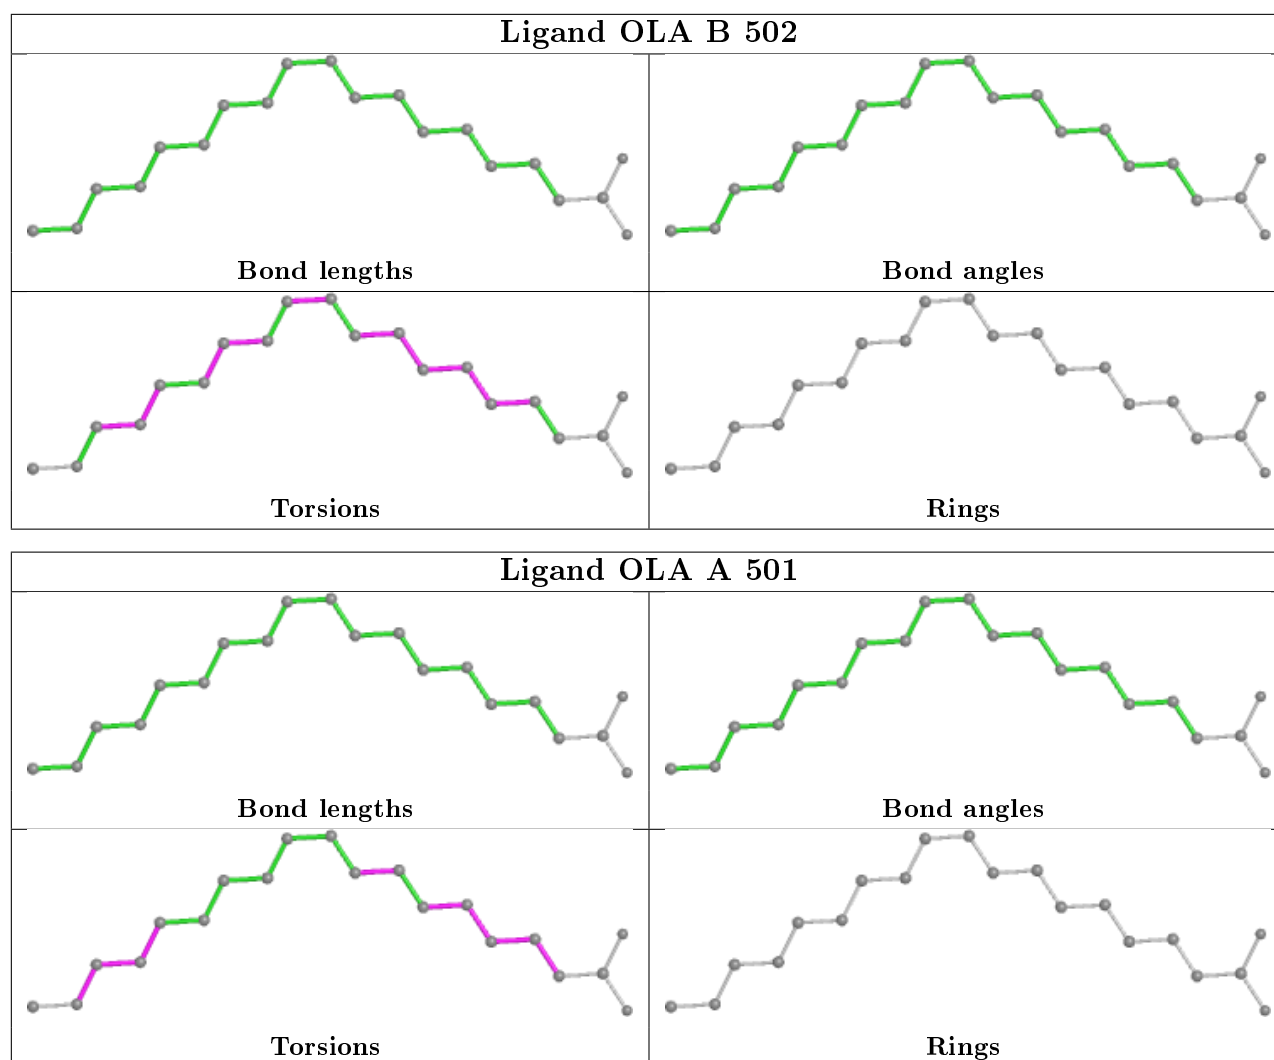 Ligand OLA B 502
Bond lengths
Bond angles
Torsions
Rings
Ligand OLA A 501
Bond lengths
Bond angles
Torsions
Rings